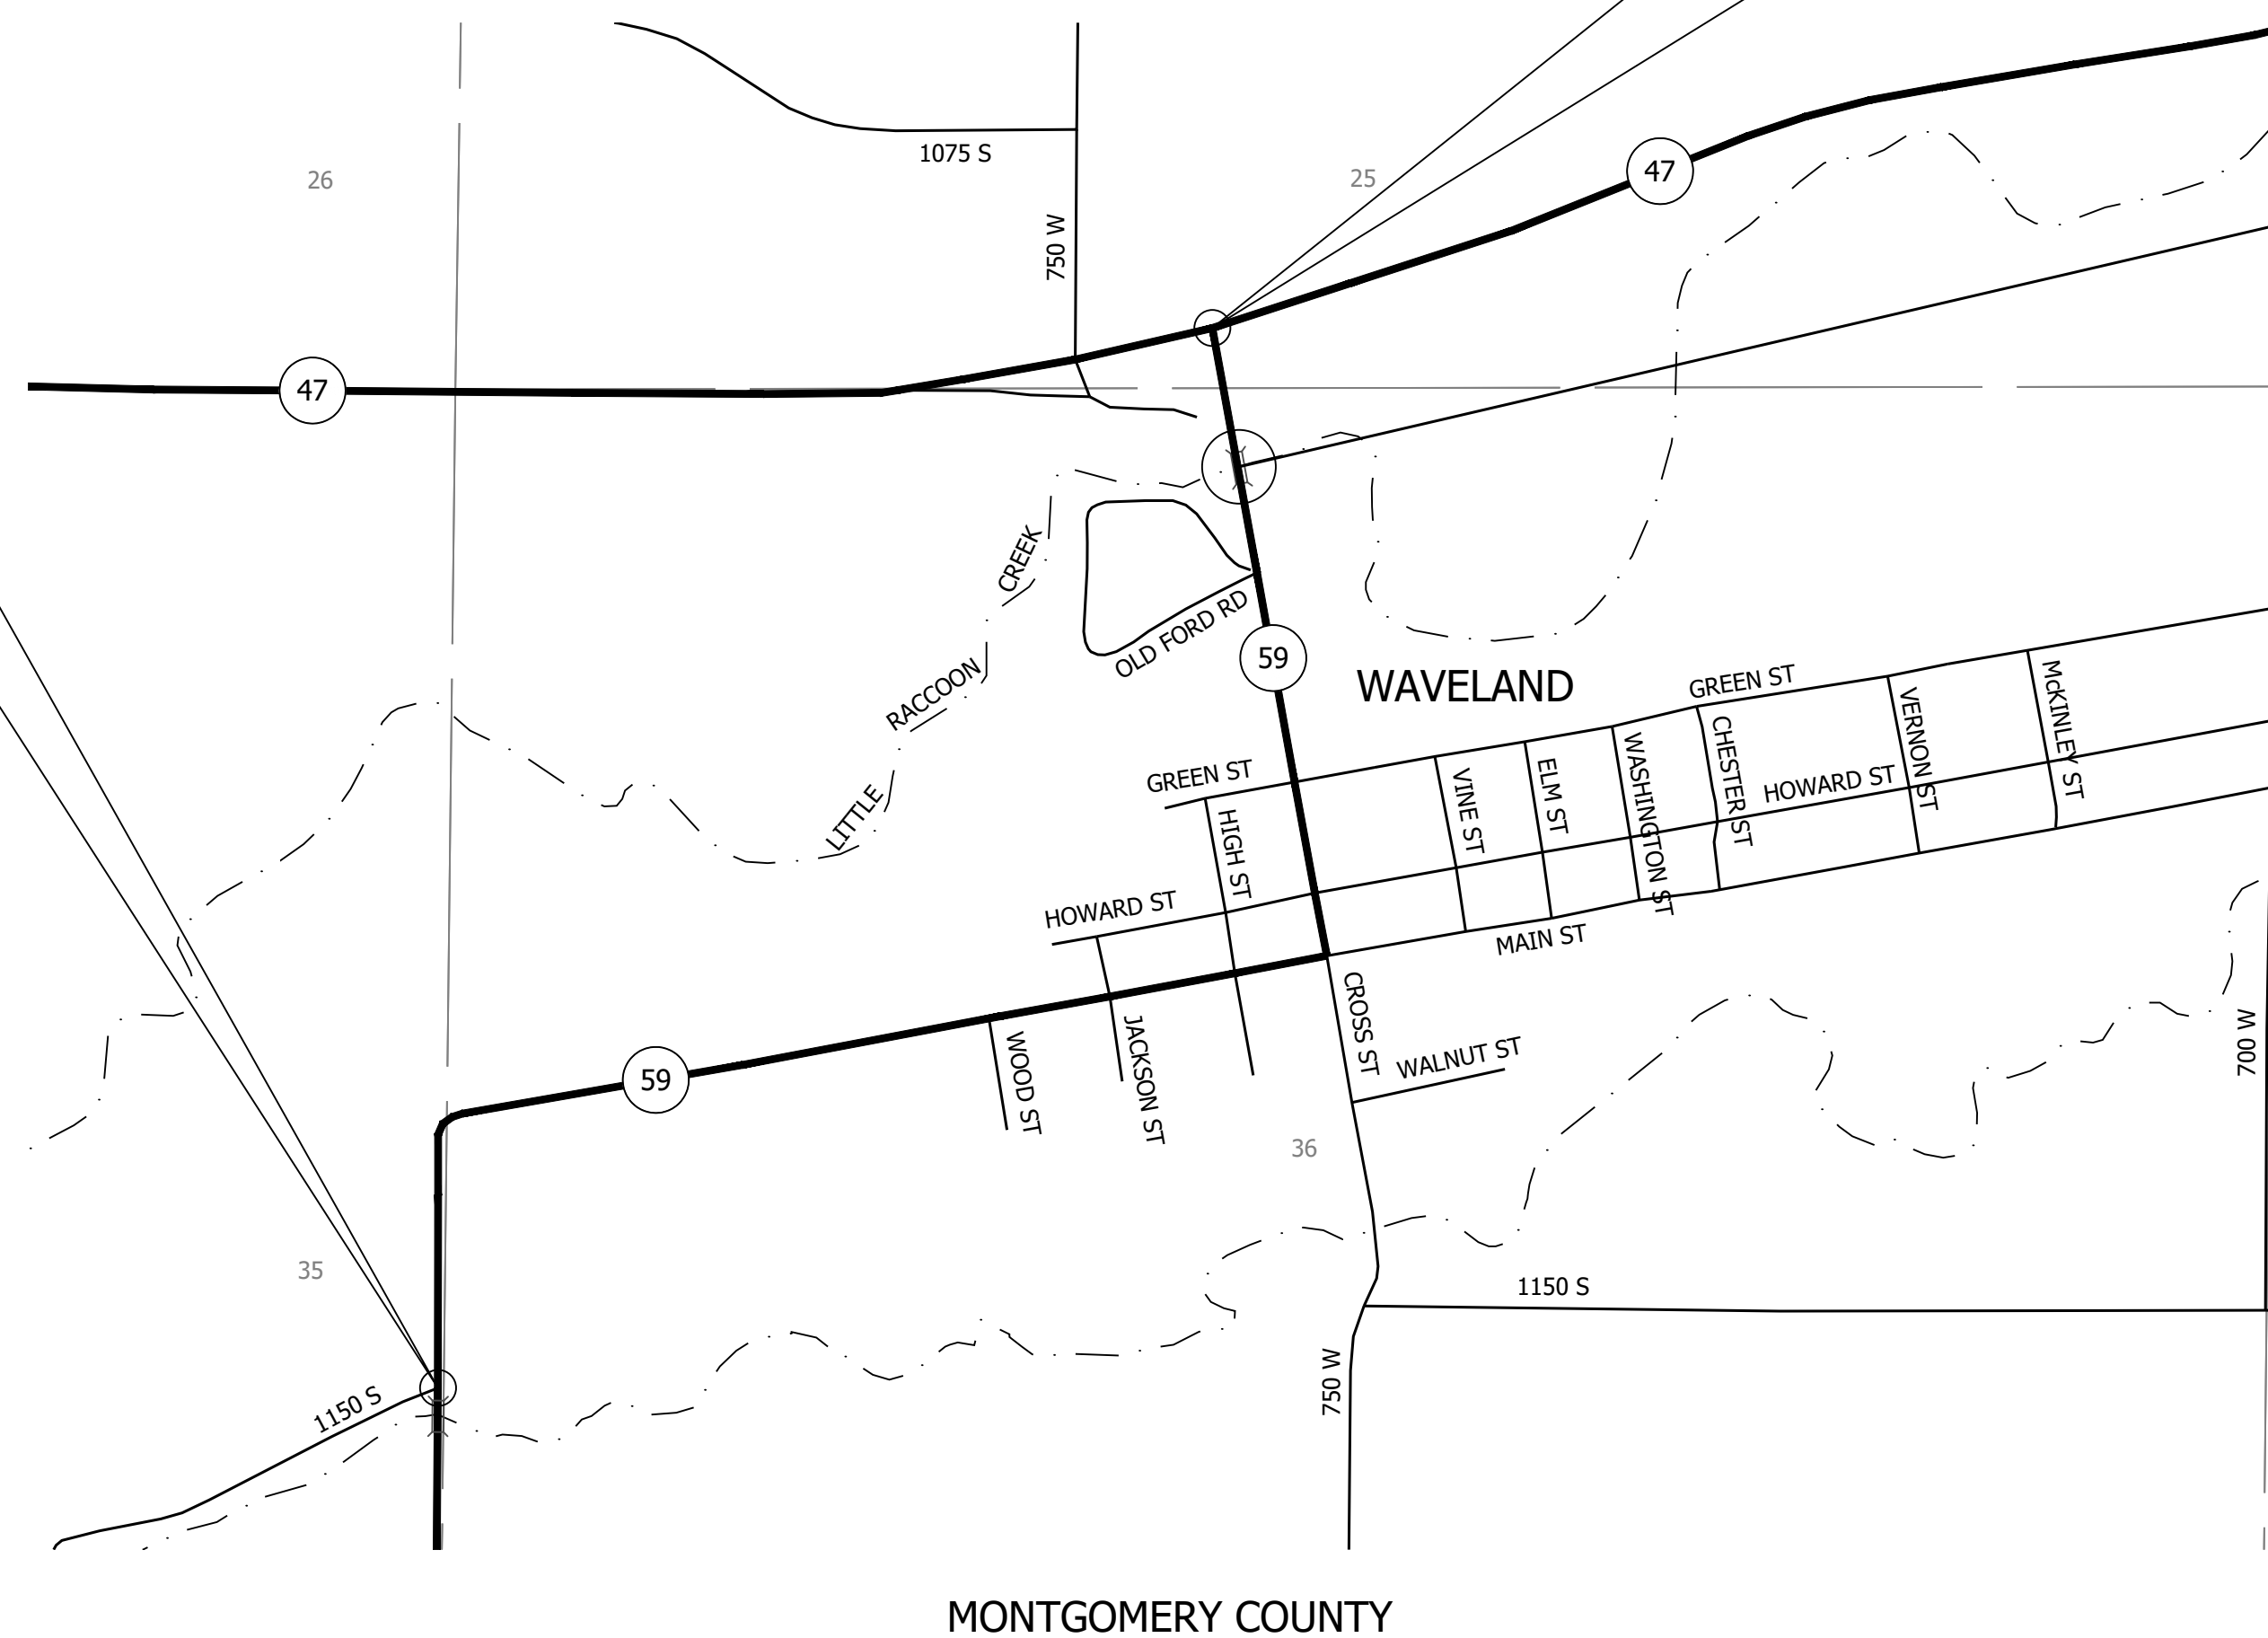 1075 S
26
25
47
750 W
47
CREEK
OLD FORD RD
59
WAVELAND
RACCOON
GREEN ST
McKINLEY ST
VERNON ST
CHESTER ST
WASHINGTON ST
GREEN ST
ELM ST
VINE ST
HOWARD ST
LITTLE
HIGH ST
HOWARD ST
MAIN ST
CROSS ST
WALNUT ST
700 W
JACKSON ST
WOOD ST
59
36
35
1150 S
750 W
1150 S
MONTGOMERY COUNTY